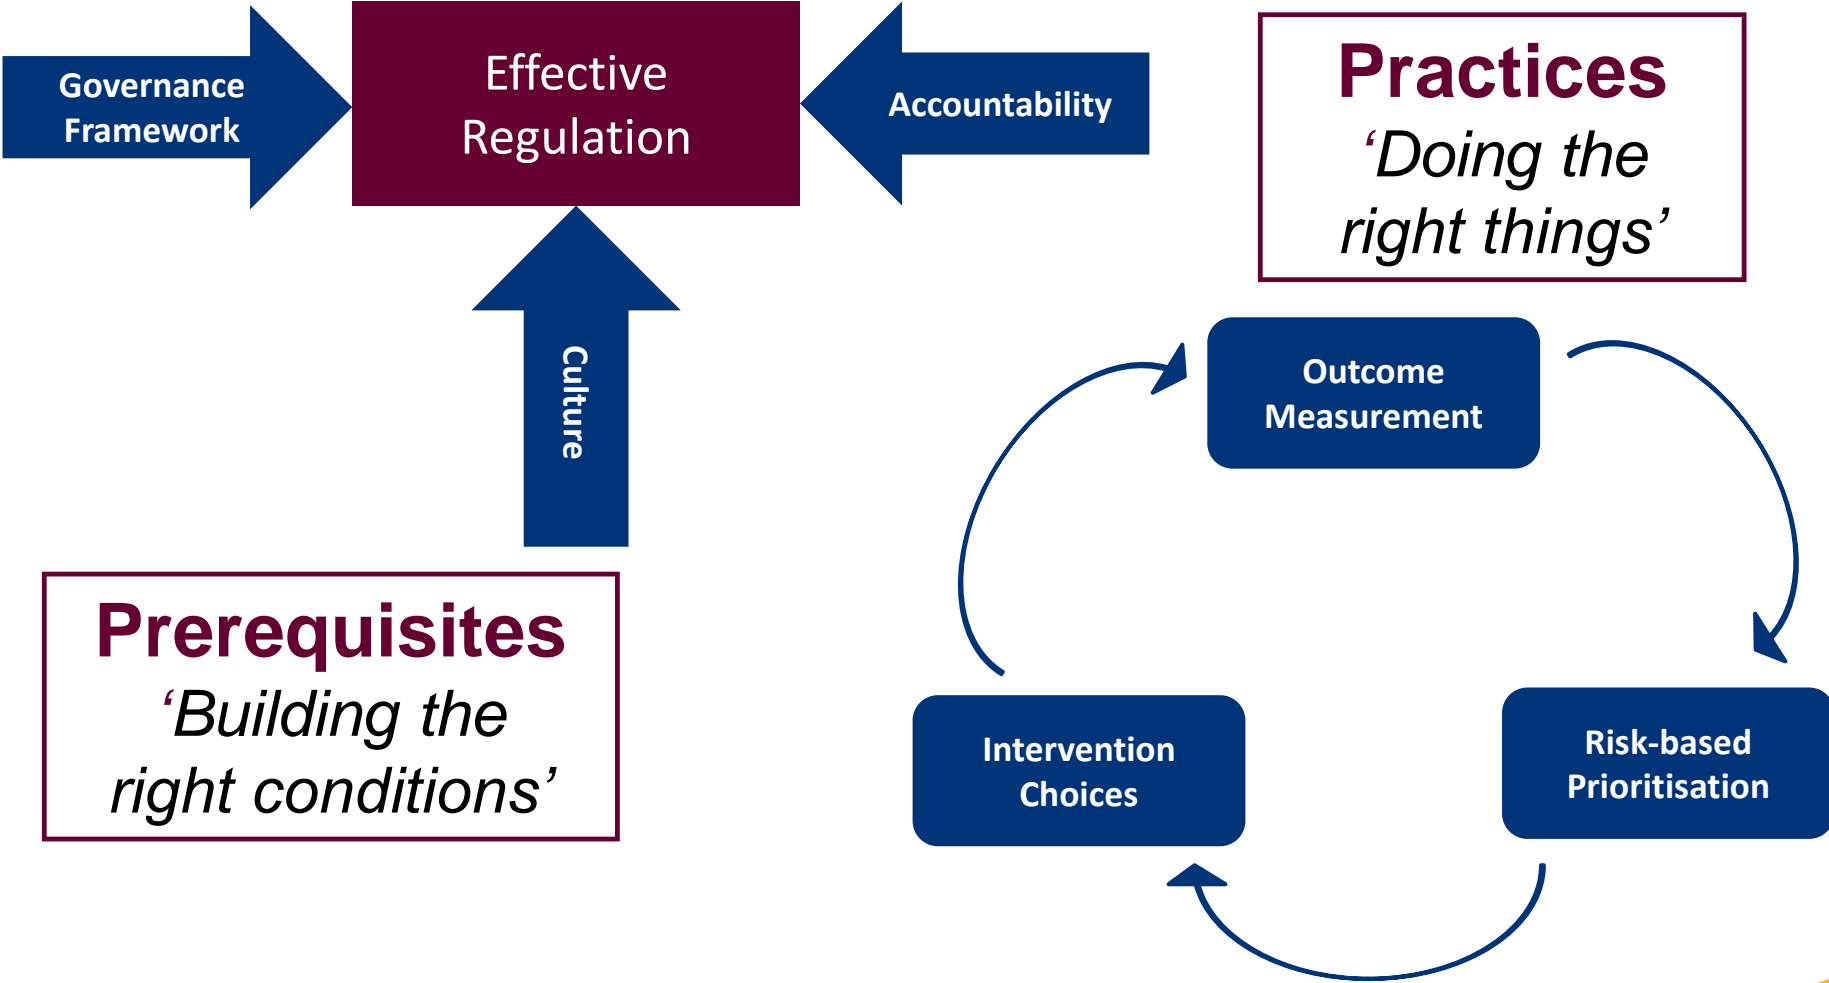 Governance
Framework
Effective
Regulation
Accountability
Culture
Prerequisites
‘Building the
right conditions’
Practices
‘Doing the
right things’
Outcome
Measurement
Risk-based
Prioritisation
Intervention
Choices